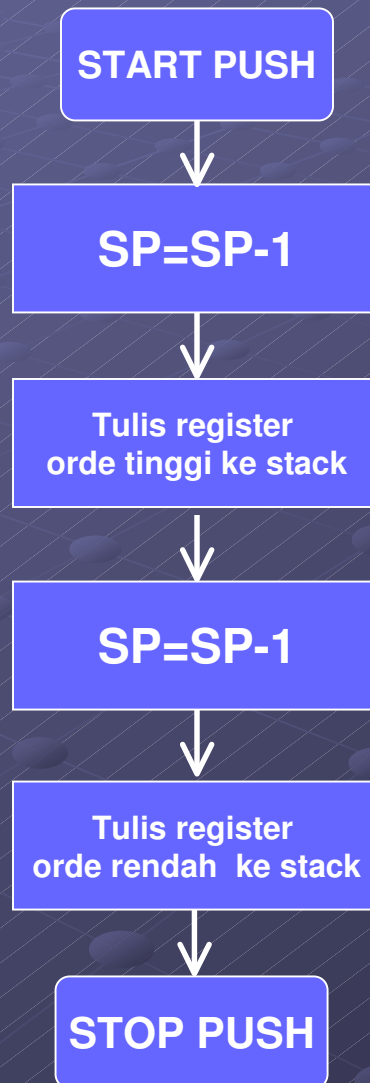 START PUSH
SP=SP-1
Tulis register
orde tinggi ke stack
SP=SP-1
Tulis register
orde rendah ke stack
STOP PUSH